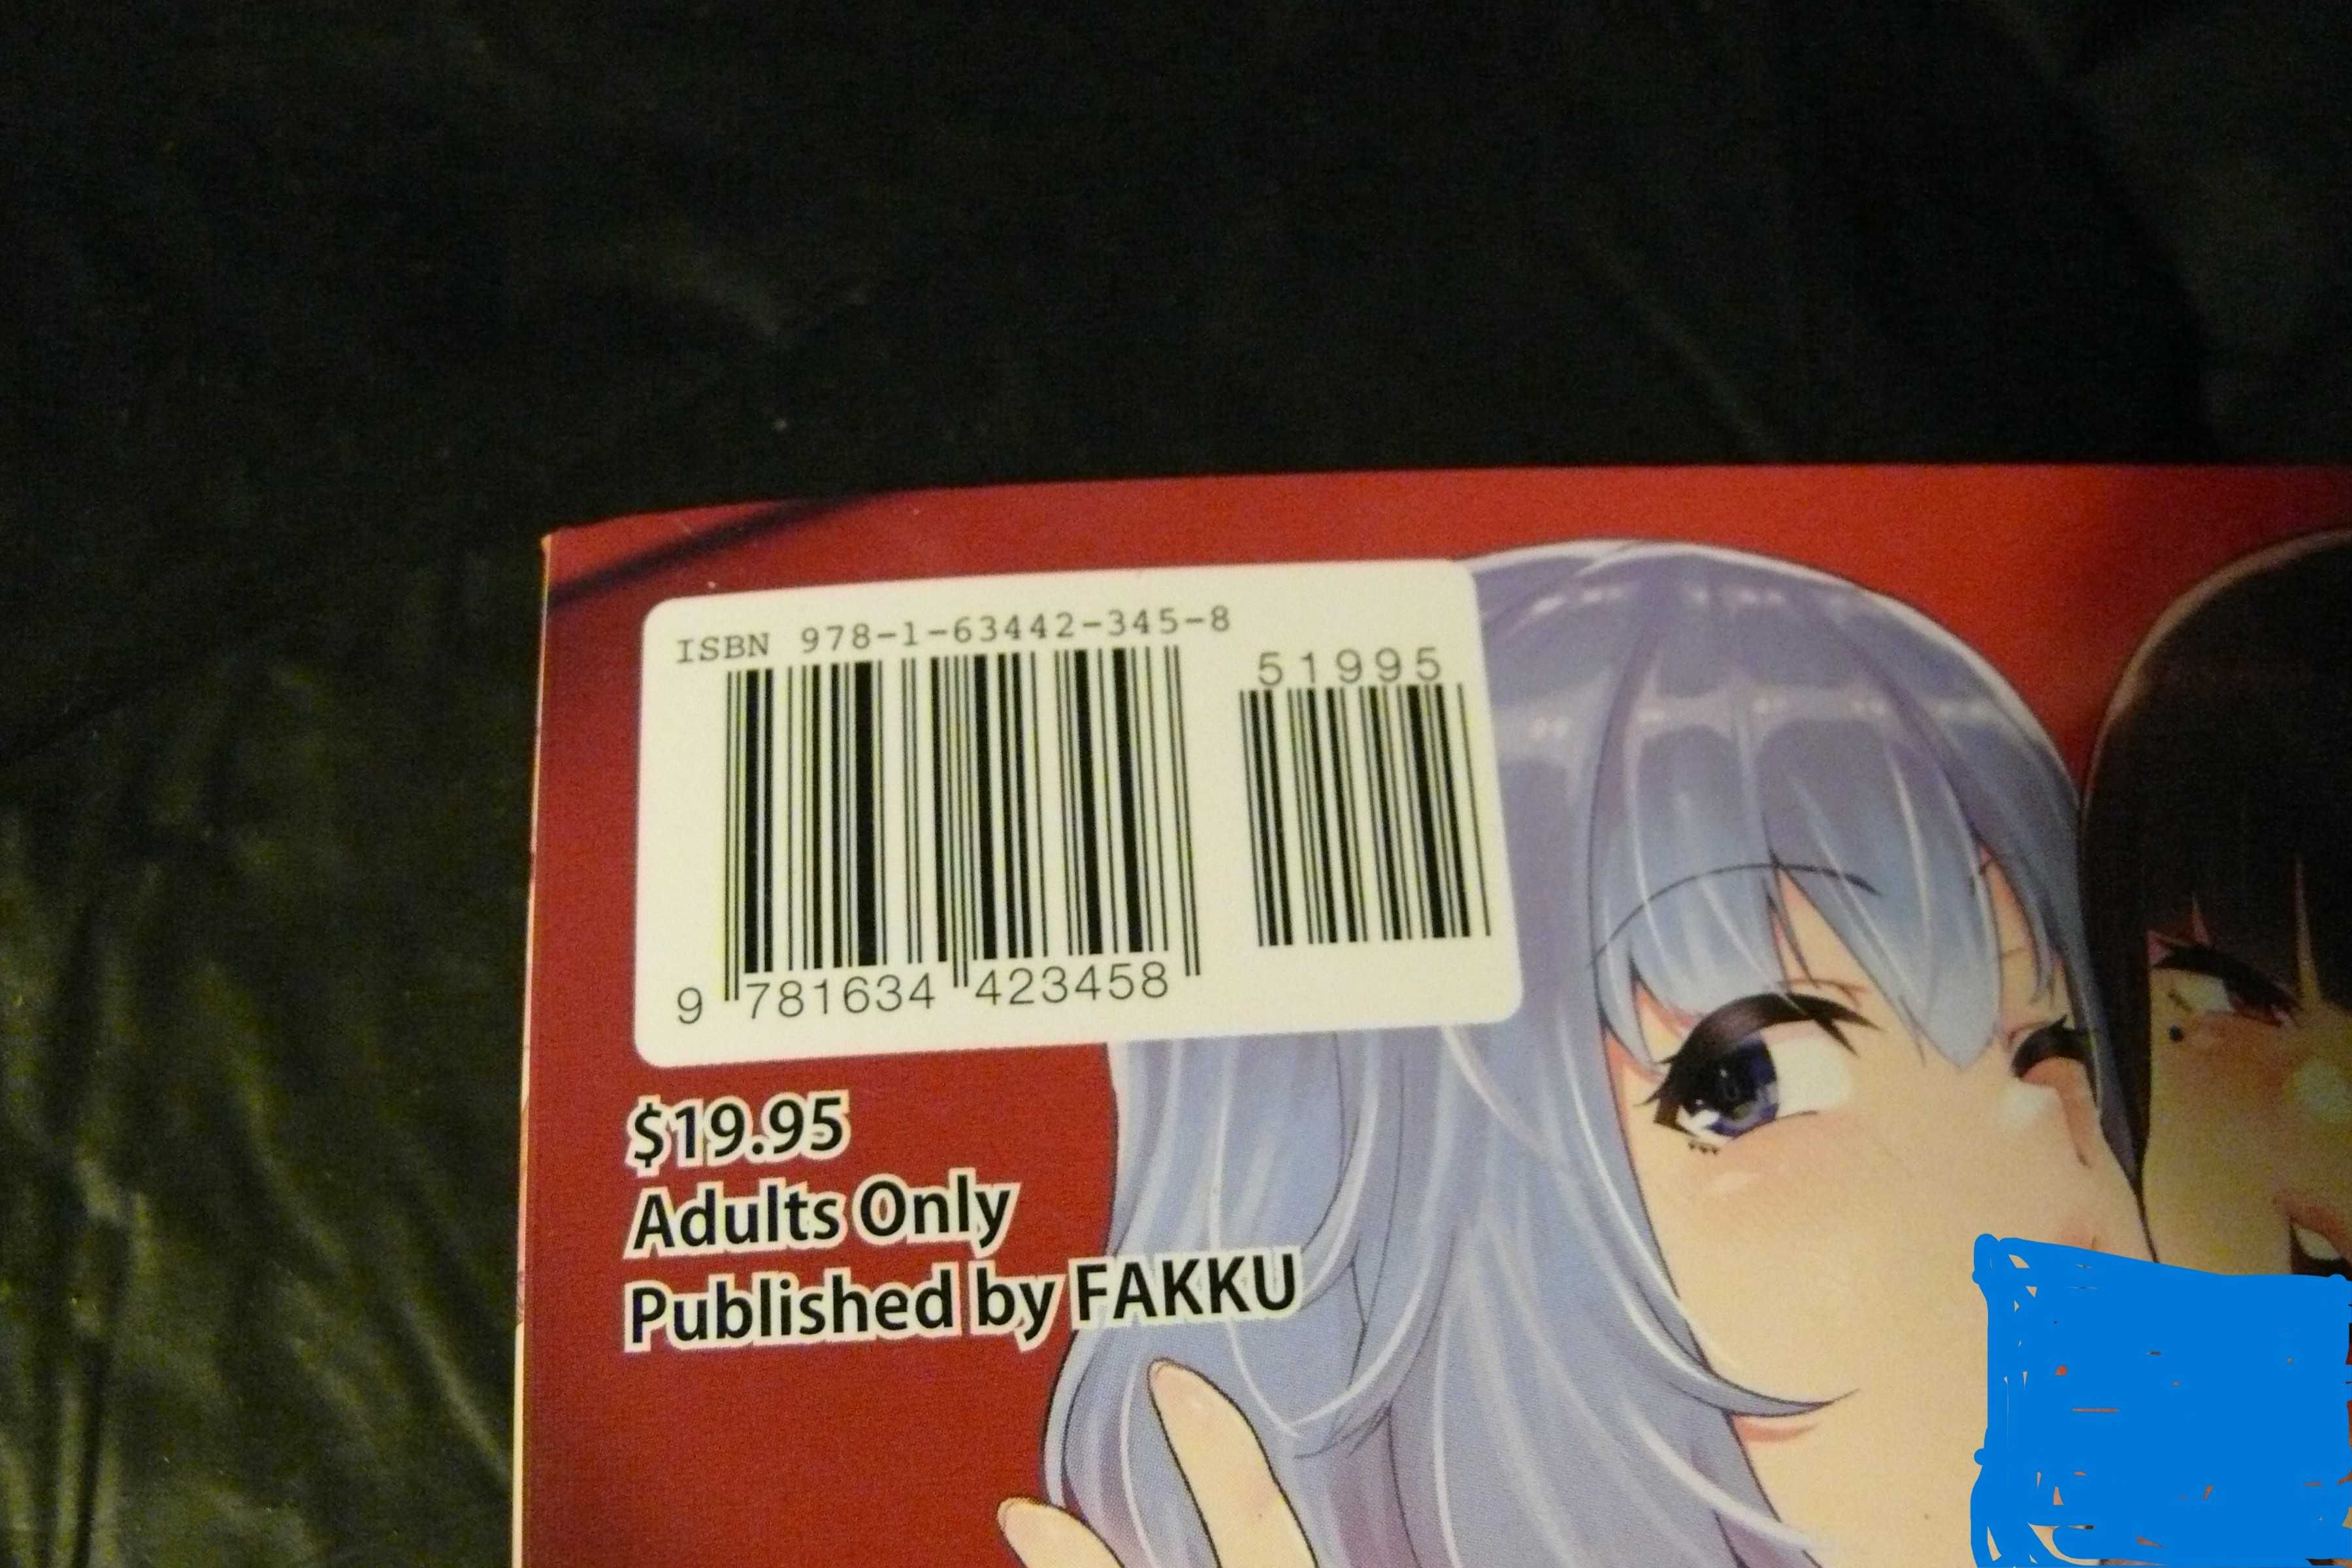 ISBN 978-1-63442-345-8
51995
9 781634 423458
$19.95
Adults Only
Published by FAKKU